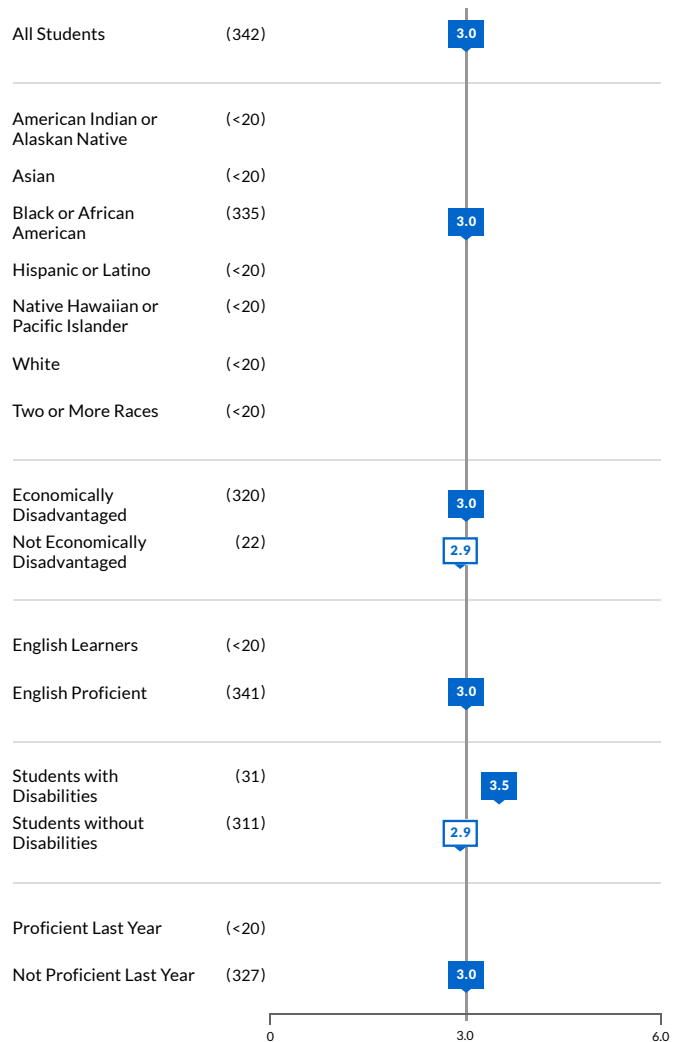 All Students (342) 3.0
American Indian or (<20)
Alaskan Native
Asian (<20)
Black or African (335) 3.0
American
Hispanic or Latino (<20)
Native Hawaiian or (<20)
Pacific Islander
White (<20)
Two or More Races (<20)
Economically (320) 3.0
Disadvantaged
Not Economically (22) 2.9
Disadvantaged
English Learners (<20)
English Proficient (341) 3.0
Students with (31) 3.5
Disabilities
Students without (311) 2.9
Disabilities
Proficient Last Year (<20)
Not Proficient Last Year (327) 3.0
0 3.0 6.0